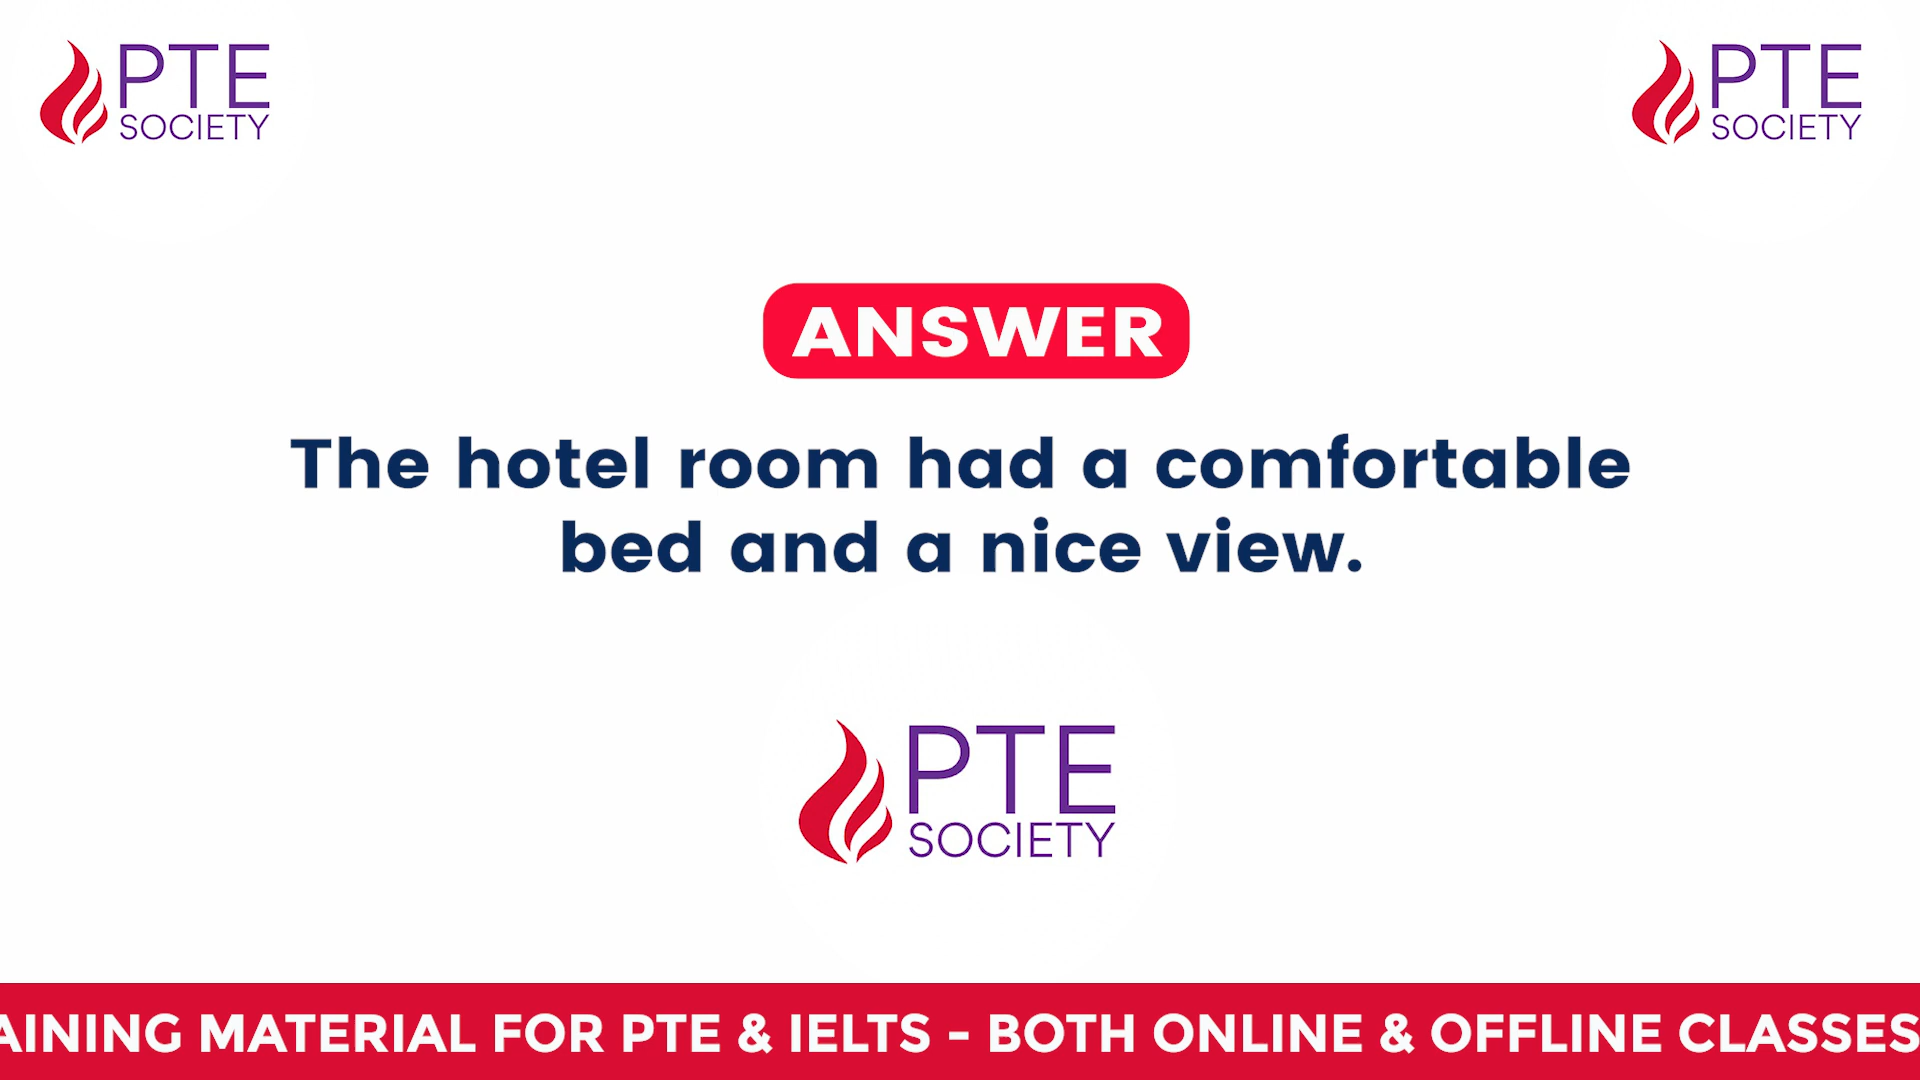 PTE
SOCIETY
PTE
SOCIETY
ANSWER
The hotel room had a comfortable
bed and a nice view.
PTE
SOCIETY
AINING MATERIAL FOR PTE & IELTS - BOTH ONLINE & OFFLINE CLASSES